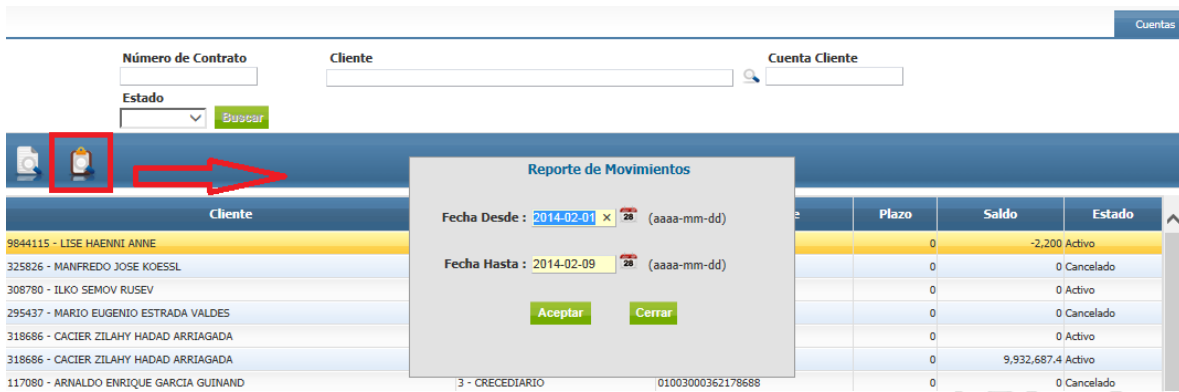 Cuentas
Número de Contrato Cliente Cuenta Cliente
Estado
Buscar
Reporte de Movimientos
Fecha Desde : 2014-02-01 × 28 (aaaa-mm-dd)
Fecha Hasta : 2014-02-09 28 (aaaa-mm-dd)
Aceptar Cerrar
Cliente Plazo Saldo Estado
9844115 - LISE HAENNI ANNE 0 -2,200 Activo
325826 - MANFREDO JOSE KOESSL 0 0 Cancelado
308780 - ILKO SEMOV RUSEV 0 0 Activo
295437 - MARIO EUGENIO ESTRADA VALDES 0 0 Cancelado
318686 - CACIER ZILAHY HADAD ARRIAGADA 0 0 Activo
318686 - CACIER ZILAHY HADAD ARRIAGADA 0 9,932,687.4 Activo
117080 - ARNALDO ENRIQUE GARCIA GUINAND 3 - CRECEDIARIO 01003000362178688 0 0 Cancelado